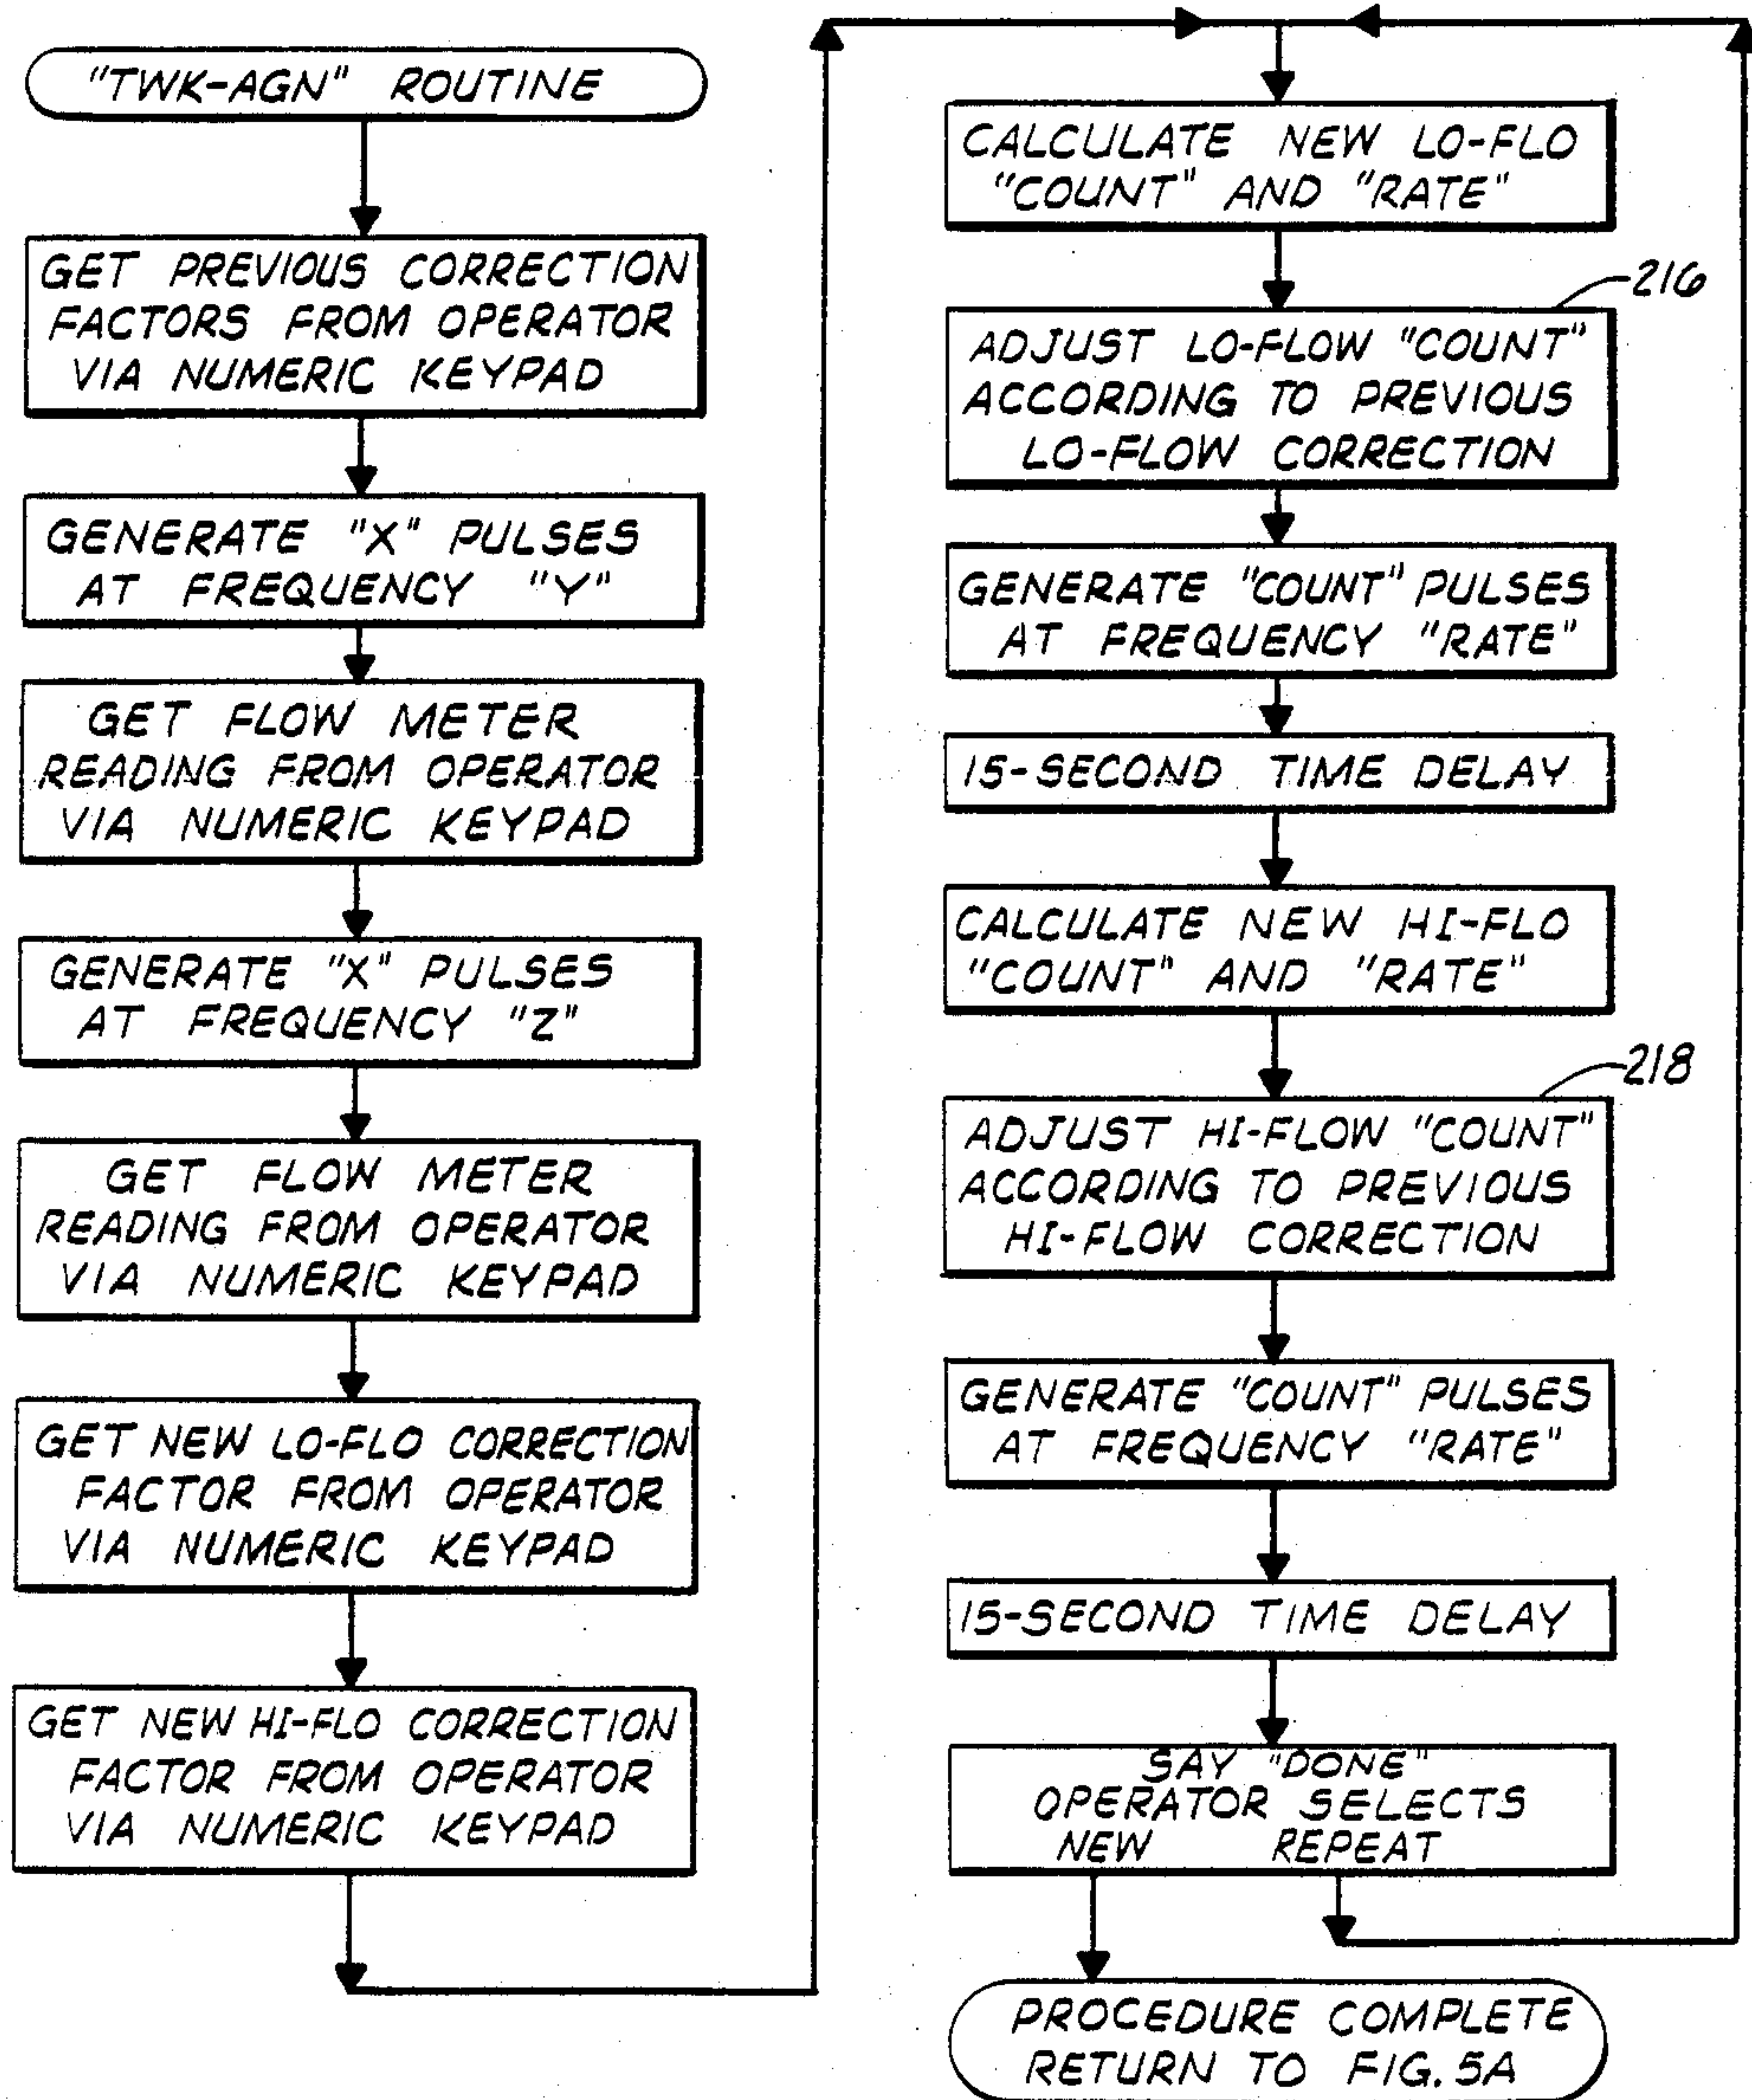 "TWK-AGN" ROUTINE
GET PREVIOUS CORRECTION
FACTORS FROM OPERATOR
VIA NUMERIC KEYPAD
GENERATE "X" PULSES
AT FREQUENCY "Y"
GET FLOW METER
READING FROM OPERATOR
VIA NUMERIC KEYPAD
GENERATE "X" PULSES
AT FREQUENCY "Z"
GET FLOW METER
READING FROM OPERATOR
VIA NUMERIC KEYPAD
GET NEW LO-FLO CORRECTION
FACTOR FROM OPERATOR
VIA NUMERIC KEYPAD
GET NEW HI-FLO CORRECTION
FACTOR FROM OPERATOR
VIA NUMERIC KEYPAD
CALCULATE NEW LO-FLO
"COUNT" AND "RATE"
216
ADJUST LO-FLOW "COUNT"
ACCORDING TO PREVIOUS
LO-FLOW CORRECTION
GENERATE "COUNT" PULSES
AT FREQUENCY "RATE"
15-SECOND TIME DELAY
CALCULATE NEW HI-FLO
"COUNT" AND "RATE"
218
ADJUST HI-FLOW "COUNT"
ACCORDING TO PREVIOUS
HI-FLOW CORRECTION
GENERATE "COUNT" PULSES
AT FREQUENCY "RATE"
15-SECOND TIME DELAY
SAY "DONE"
OPERATOR SELECTS
NEW REPEAT
PROCEDURE COMPLETE
RETURN TO FIG. 5A